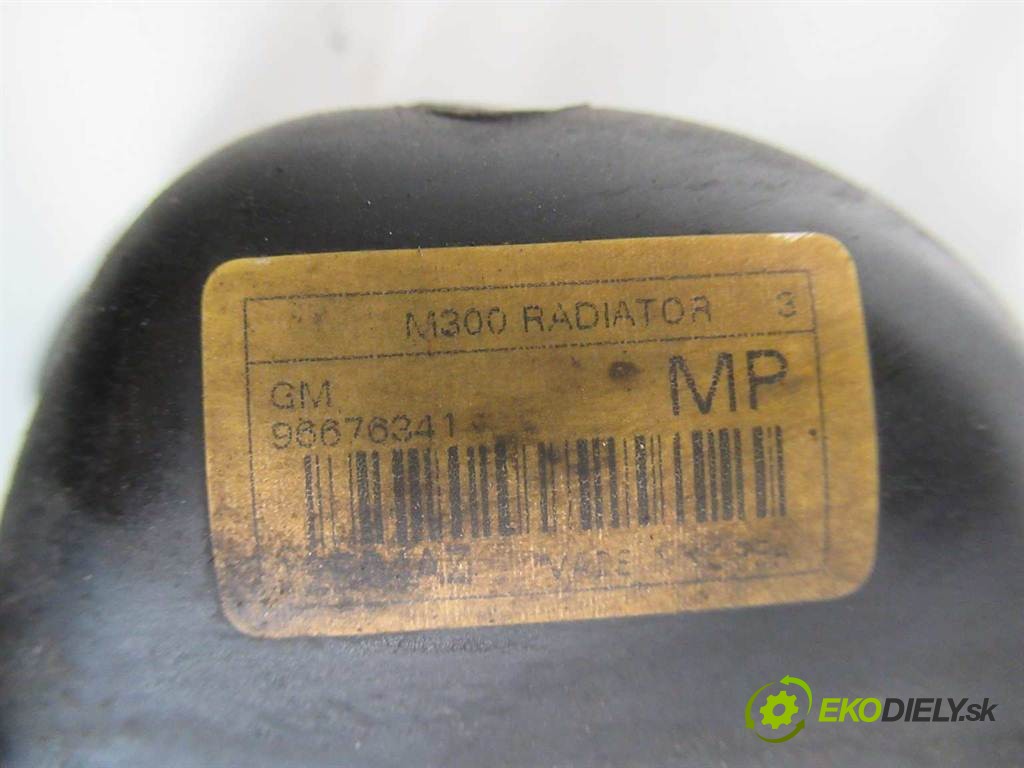 M300 RADIATOR 3
GM MP
96676341
EKODIELY.sk